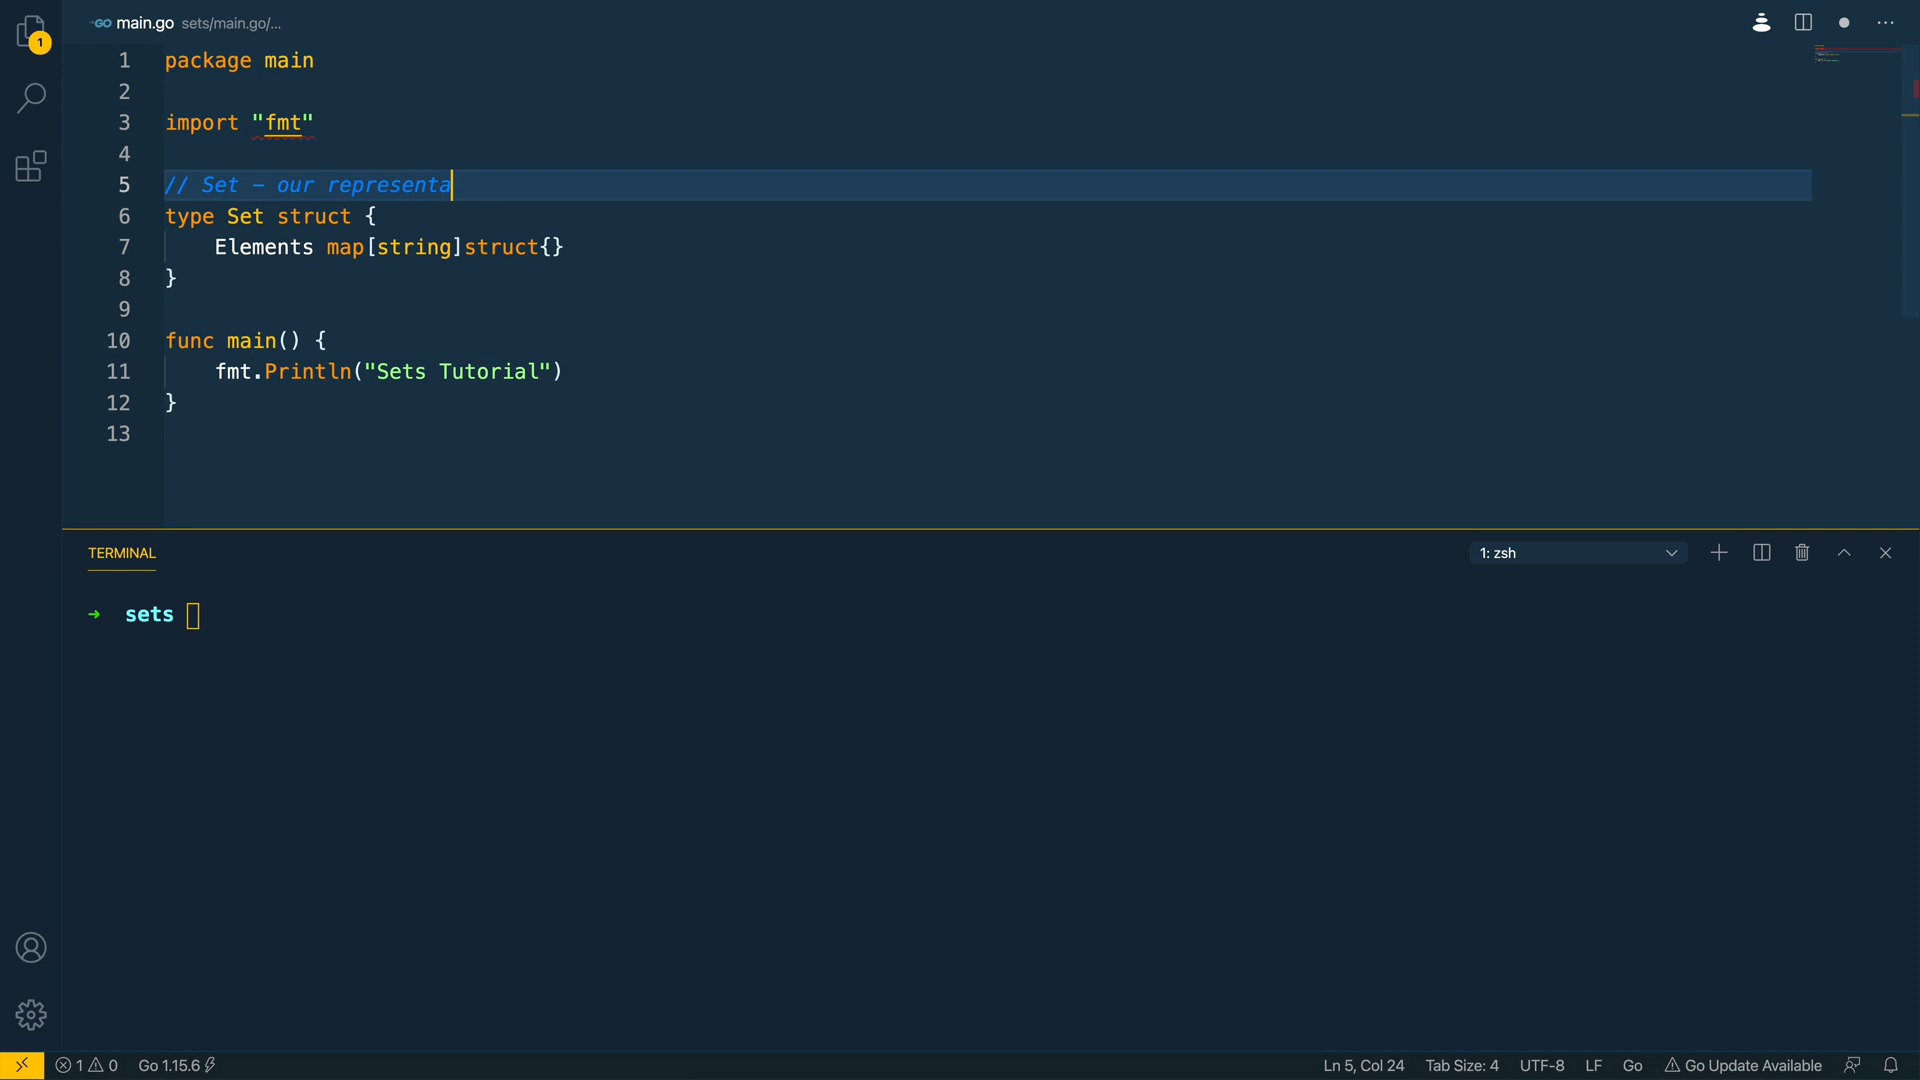 GO main.go sets/main.go/...
1
1 package main
2
3 import "fmt"
4
5 // Set – our representa
6 type Set struct {
7 Elements map[string]struct{}
8 }
9
10 func main() {
11 fmt.Println("Sets Tutorial")
12 }
13
TERMINAL
1: zsh
➜ sets
1 0 Go 1.15.6 Ln 5, Col 24 Tab Size: 4 UTF-8 LF Go Go Update Available